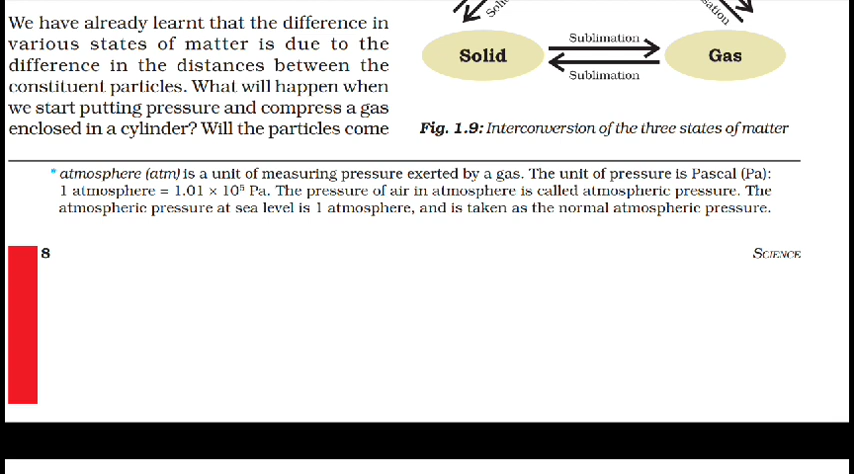 We have already learnt that the difference in
various states of matter is due to the
difference in the distances between the
constituent particles. What will happen when
we start putting pressure and compress a gas
enclosed in a cylinder? Will the particles come
Sublimation
Solid
Gas
Sublimation
Fig. 1.9: Interconversion of the three states of matter
* atmosphere (atm) is a unit of measuring pressure exerted by a gas. The unit of pressure is Pascal (Pa):
1 atmosphere = 1.01 × 10⁵ Pa. The pressure of air in atmosphere is called atmospheric pressure. The
atmospheric pressure at sea level is 1 atmosphere, and is taken as the normal atmospheric pressure.
8
SCIENCE